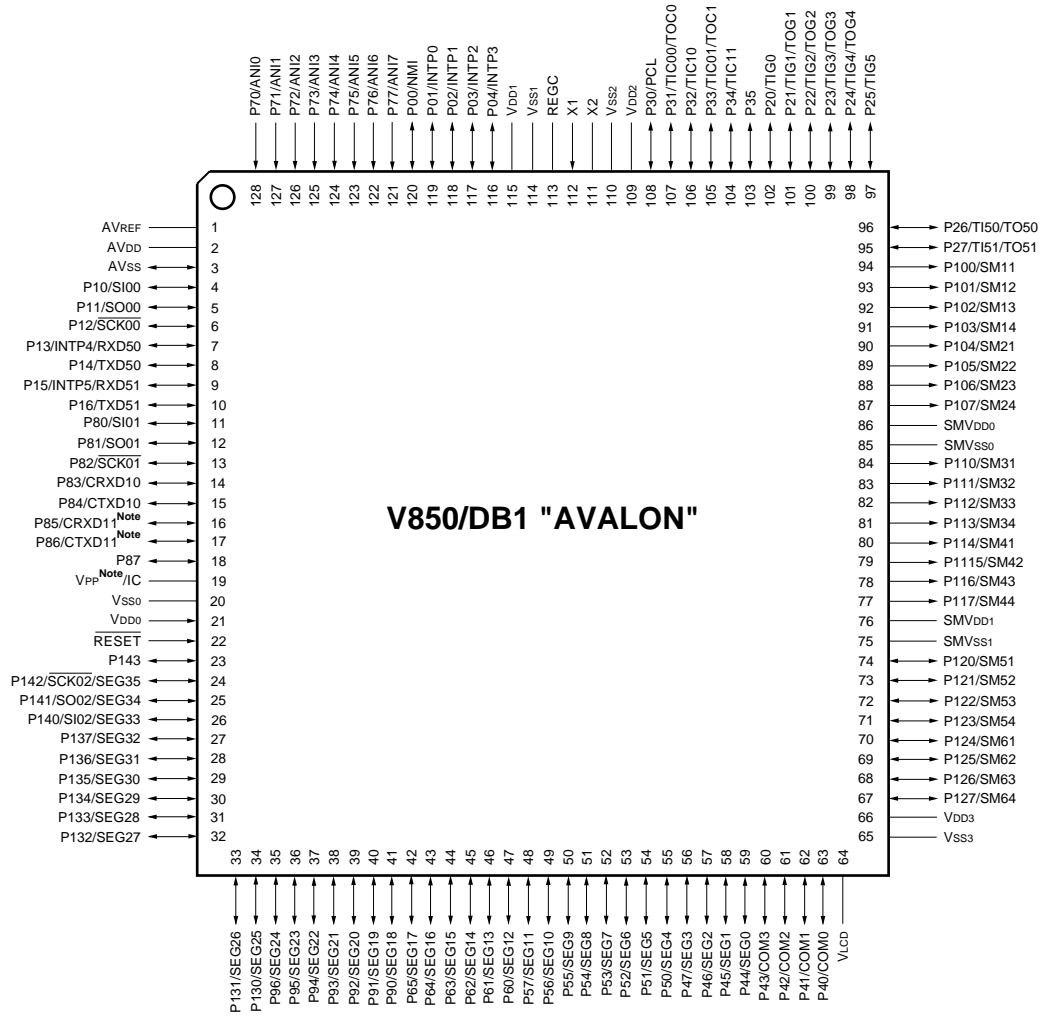 P70/ANI0
P71/ANI1
P72/ANI2
P73/ANI3
P74/ANI4
P75/ANI5
P76/ANI6
P77/ANI7
P00/NMI
P01/INTP0
P02/INTP1
P03/INTP2
P04/INTP3
VDD1
VSS1
REGC
X1
X2
VSS2
VDD2
P30/PCL
P31/TIC00/TOC0
P32/TIC10
P33/TIC01/TOC1
P34/TIC11
P35
P20/TIG0
P21/TIG1/TOG1
P22/TIG2/TOG2
P23/TIG3/TOG3
P24/TIG4/TOG4
P25/TIG5
128
127
126
125
124
123
122
121
120
119
118
117
116
115
114
113
112
111
110
109
108
107
106
105
104
103
102
101
100
99
98
97
AVREF 1
AVDD 2
AVSS 3
P10/SI00 4
P11/SO00 5
P12/SCK00 6
P13/INTP4/RXD50 7
P14/TXD50 8
P15/INTP5/RXD51 9
P16/TXD51 10
P80/SI01 11
P81/SO01 12
P82/SCK01 13
P83/CRXD10 14
P84/CTXD10 15
P85/CRXD11Note 16
P86/CTXD11Note 17
P87 18
VPPNote/IC 19
VSS0 20
VDD0 21
RESET 22
P143 23
P142/SCK02/SEG35 24
P141/SO02/SEG34 25
P140/SI02/SEG33 26
P137/SEG32 27
P136/SEG31 28
P135/SEG30 29
P134/SEG29 30
P133/SEG28 31
P132/SEG27 32
V850/DB1 "AVALON"
96 P26/TI50/TO50
95 P27/TI51/TO51
94 P100/SM11
93 P101/SM12
92 P102/SM13
91 P103/SM14
90 P104/SM21
89 P105/SM22
88 P106/SM23
87 P107/SM24
86 SMVDD0
85 SMVSS0
84 P110/SM31
83 P111/SM32
82 P112/SM33
81 P113/SM34
80 P114/SM41
79 P1115/SM42
78 P116/SM43
77 P117/SM44
76 SMVDD1
75 SMVSS1
74 P120/SM51
73 P121/SM52
72 P122/SM53
71 P123/SM54
70 P124/SM61
69 P125/SM62
68 P126/SM63
67 P127/SM64
66 VDD3
65 VSS3
33
34
35
36
37
38
39
40
41
42
43
44
45
46
47
48
49
50
51
52
53
54
55
56
57
58
59
60
61
62
63
64
P131/SEG26
P130/SEG25
P96/SEG24
P95/SEG23
P94/SEG22
P93/SEG21
P92/SEG20
P91/SEG19
P90/SEG18
P65/SEG17
P64/SEG16
P63/SEG15
P62/SEG14
P61/SEG13
P60/SEG12
P57/SEG11
P56/SEG10
P55/SEG9
P54/SEG8
P53/SEG7
P52/SEG6
P51/SEG5
P50/SEG4
P47/SEG3
P46/SEG2
P45/SEG1
P44/SEG0
P43/COM3
P42/COM2
P41/COM1
P40/COM0
VLCD